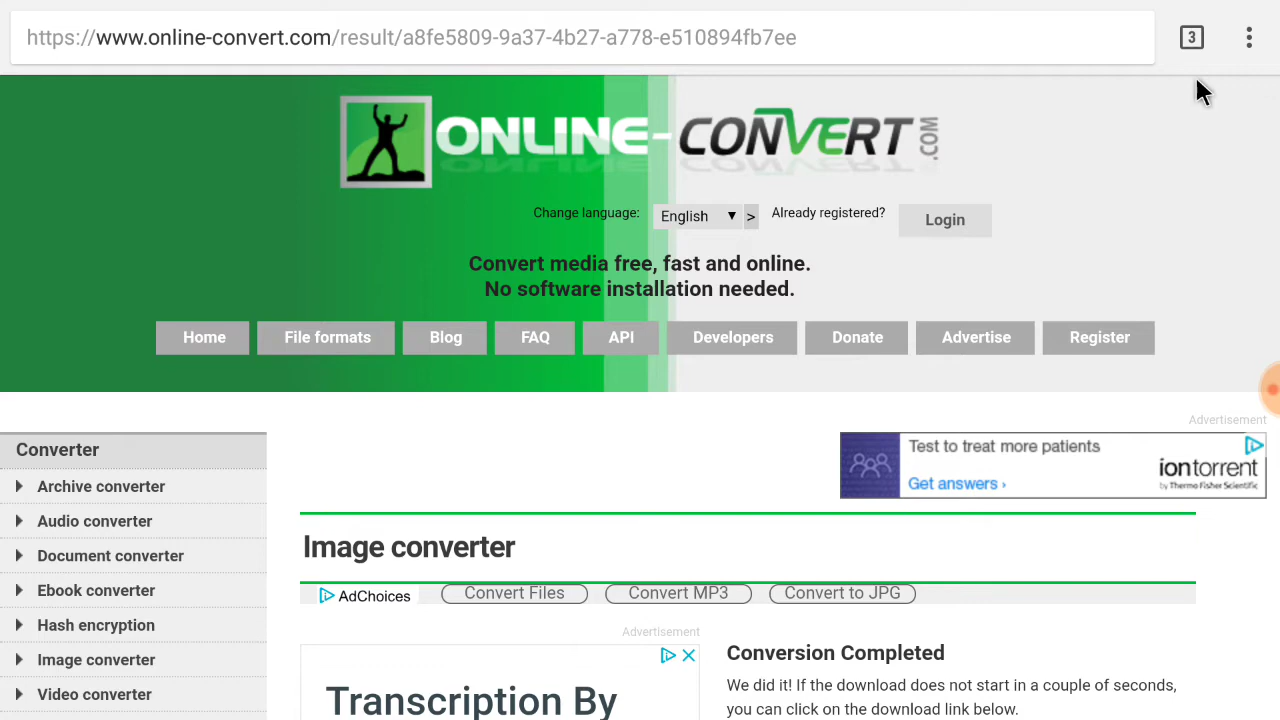 https://www.online-convert.com/result/a8fe5809-9a37-4b27-a778-e510894fb7ee
3
ONLINE-CONVERT.COM
Change language: English > Already registered? Login
Convert media free, fast and online.
No software installation needed.
Home File formats Blog FAQ API Developers Donate Advertise Register
Advertisement
Converter
Test to treat more patients
Get answers ›
iontorrent
by Thermo Fisher Scientific
Archive converter
Audio converter
Document converter
Ebook converter
Hash encryption
Image converter
Video converter
Image converter
AdChoices Convert Files Convert MP3 Convert to JPG
Advertisement
Transcription By
Conversion Completed
We did it! If the download does not start in a couple of seconds,
you can click on the download link below.